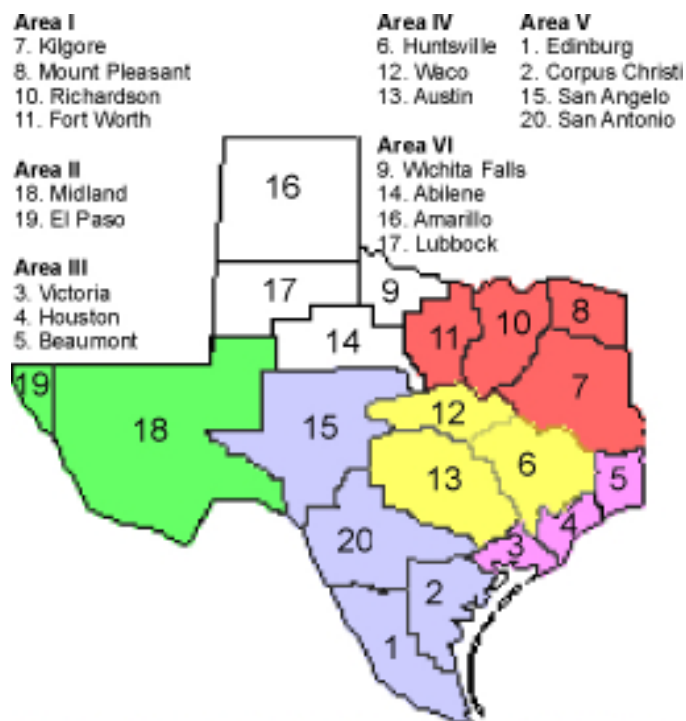 Area I
7. Kilgore
8. Mount Pleasant
10. Richardson
11. Fort Worth
Area II
18. Midland
19. El Paso
Area III
3. Victoria
4. Houston
5. Beaumont
Area IV
6. Huntsville
12. Waco
13. Austin
Area VI
9. Wichita Falls
14. Abilene
16. Amarillo
17. Lubbock
Area V
1. Edinburg
2. Corpus Christi
15. San Angelo
20. San Antonio
16
17
9
14
11
10
8
7
19
18
15
12
6
13
5
4
3
20
2
1